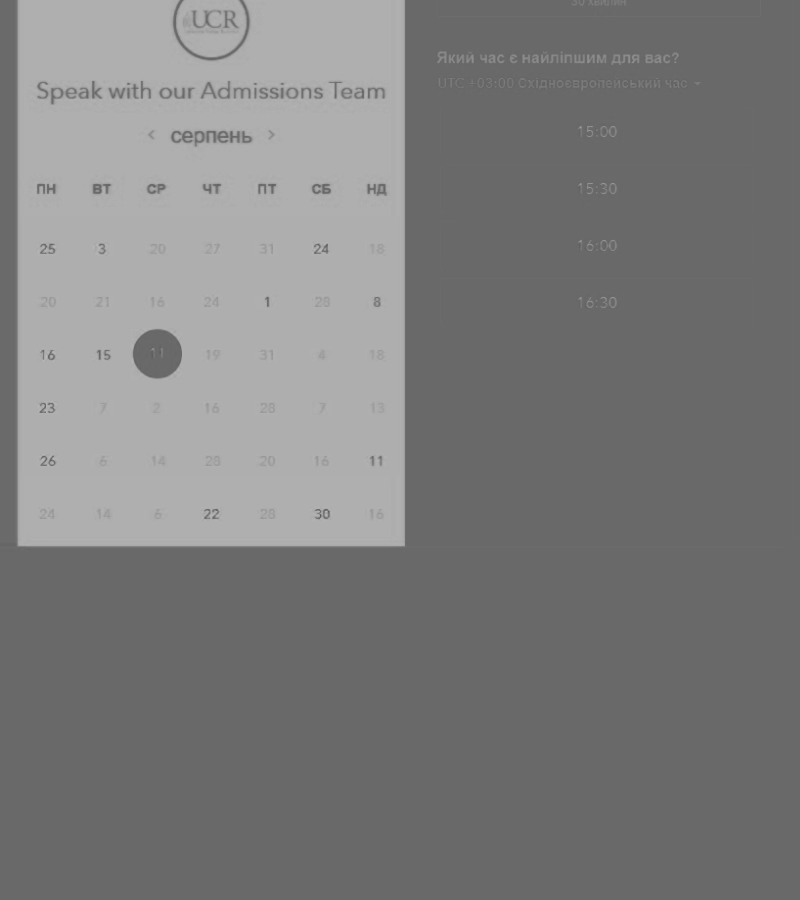 UCR
Speak with our Admissions Team
< серпень >
ПН ВТ СР ЧТ ПТ СБ НД
25 3 20 27 31 24 18
20 21 16 24 1 28 8
16 15 11 19 31 4 18
23 7 2 16 28 7 13
26 6 14 28 20 16 11
24 14 6 22 28 30 16
30 хвилин
Який час є найліпшим для вас?
UTC +03:00 Східноєвропейський час
15:00
15:30
16:00
16:30